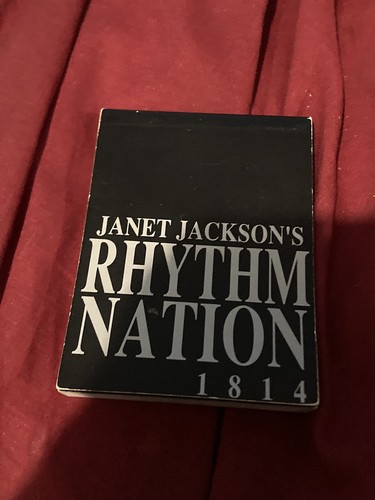 JANET JACKSON'S
RHYTHM
NATION
1814